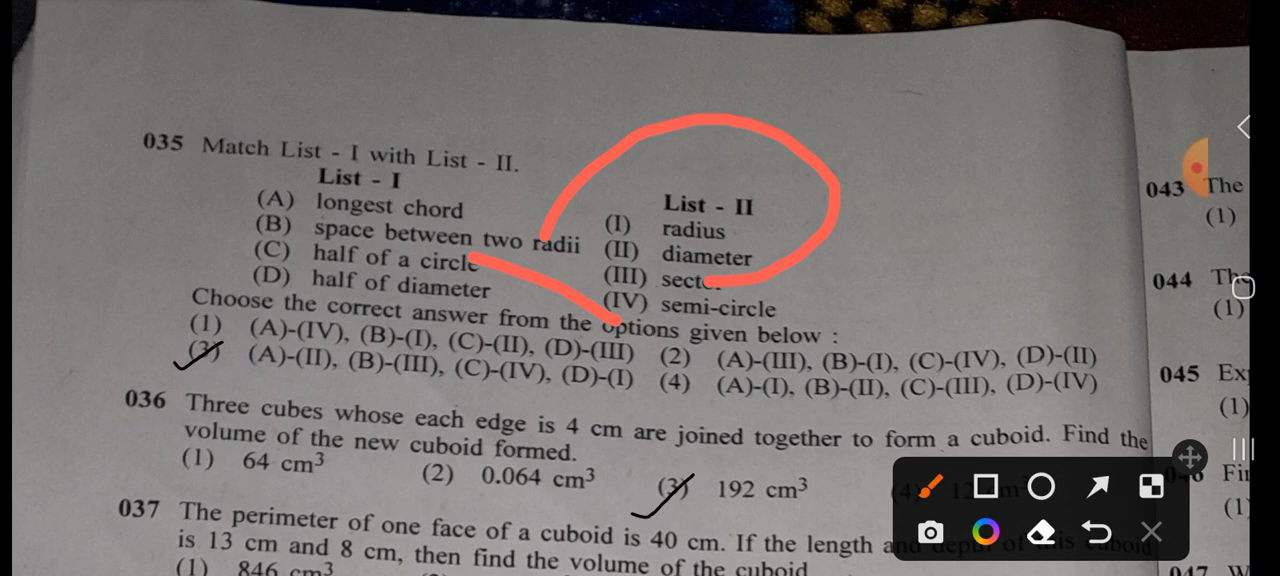 035 Match List - I with List - II.
List - I
List - II
(A) longest chord
(I) radius
(B) space between two radii
(II) diameter
(C) half of a circle
(III)
(D) half of diameter
(IV) semi-circle
Choose the correct answer from the options given below :
(1) (A)-(IV), (B)-(I), (C)-(II), (D)-(III) (2) (A)-(III), (B)-(I), (C)-(IV), (D)-(II)
(3) (A)-(II), (B)-(III), (C)-(IV), (D)-(I) (4) (A)-(I), (B)-(II), (C)-(III), (D)-(IV)
036 Three cubes whose each edge is 4 cm are joined together to form a cuboid. Find the
volume of the new cuboid formed.
(1) 64 cm³ (2) 0.064 cm³ (3) 192 cm³
037 The perimeter of one face of a cuboid is 40 cm. If the length and depth of this cuboid
is 13 cm and 8 cm, then find the volume of the cuboid
(1) 846 cm³
043 The
(1)
044
(1)
045
(1)
(1)
047